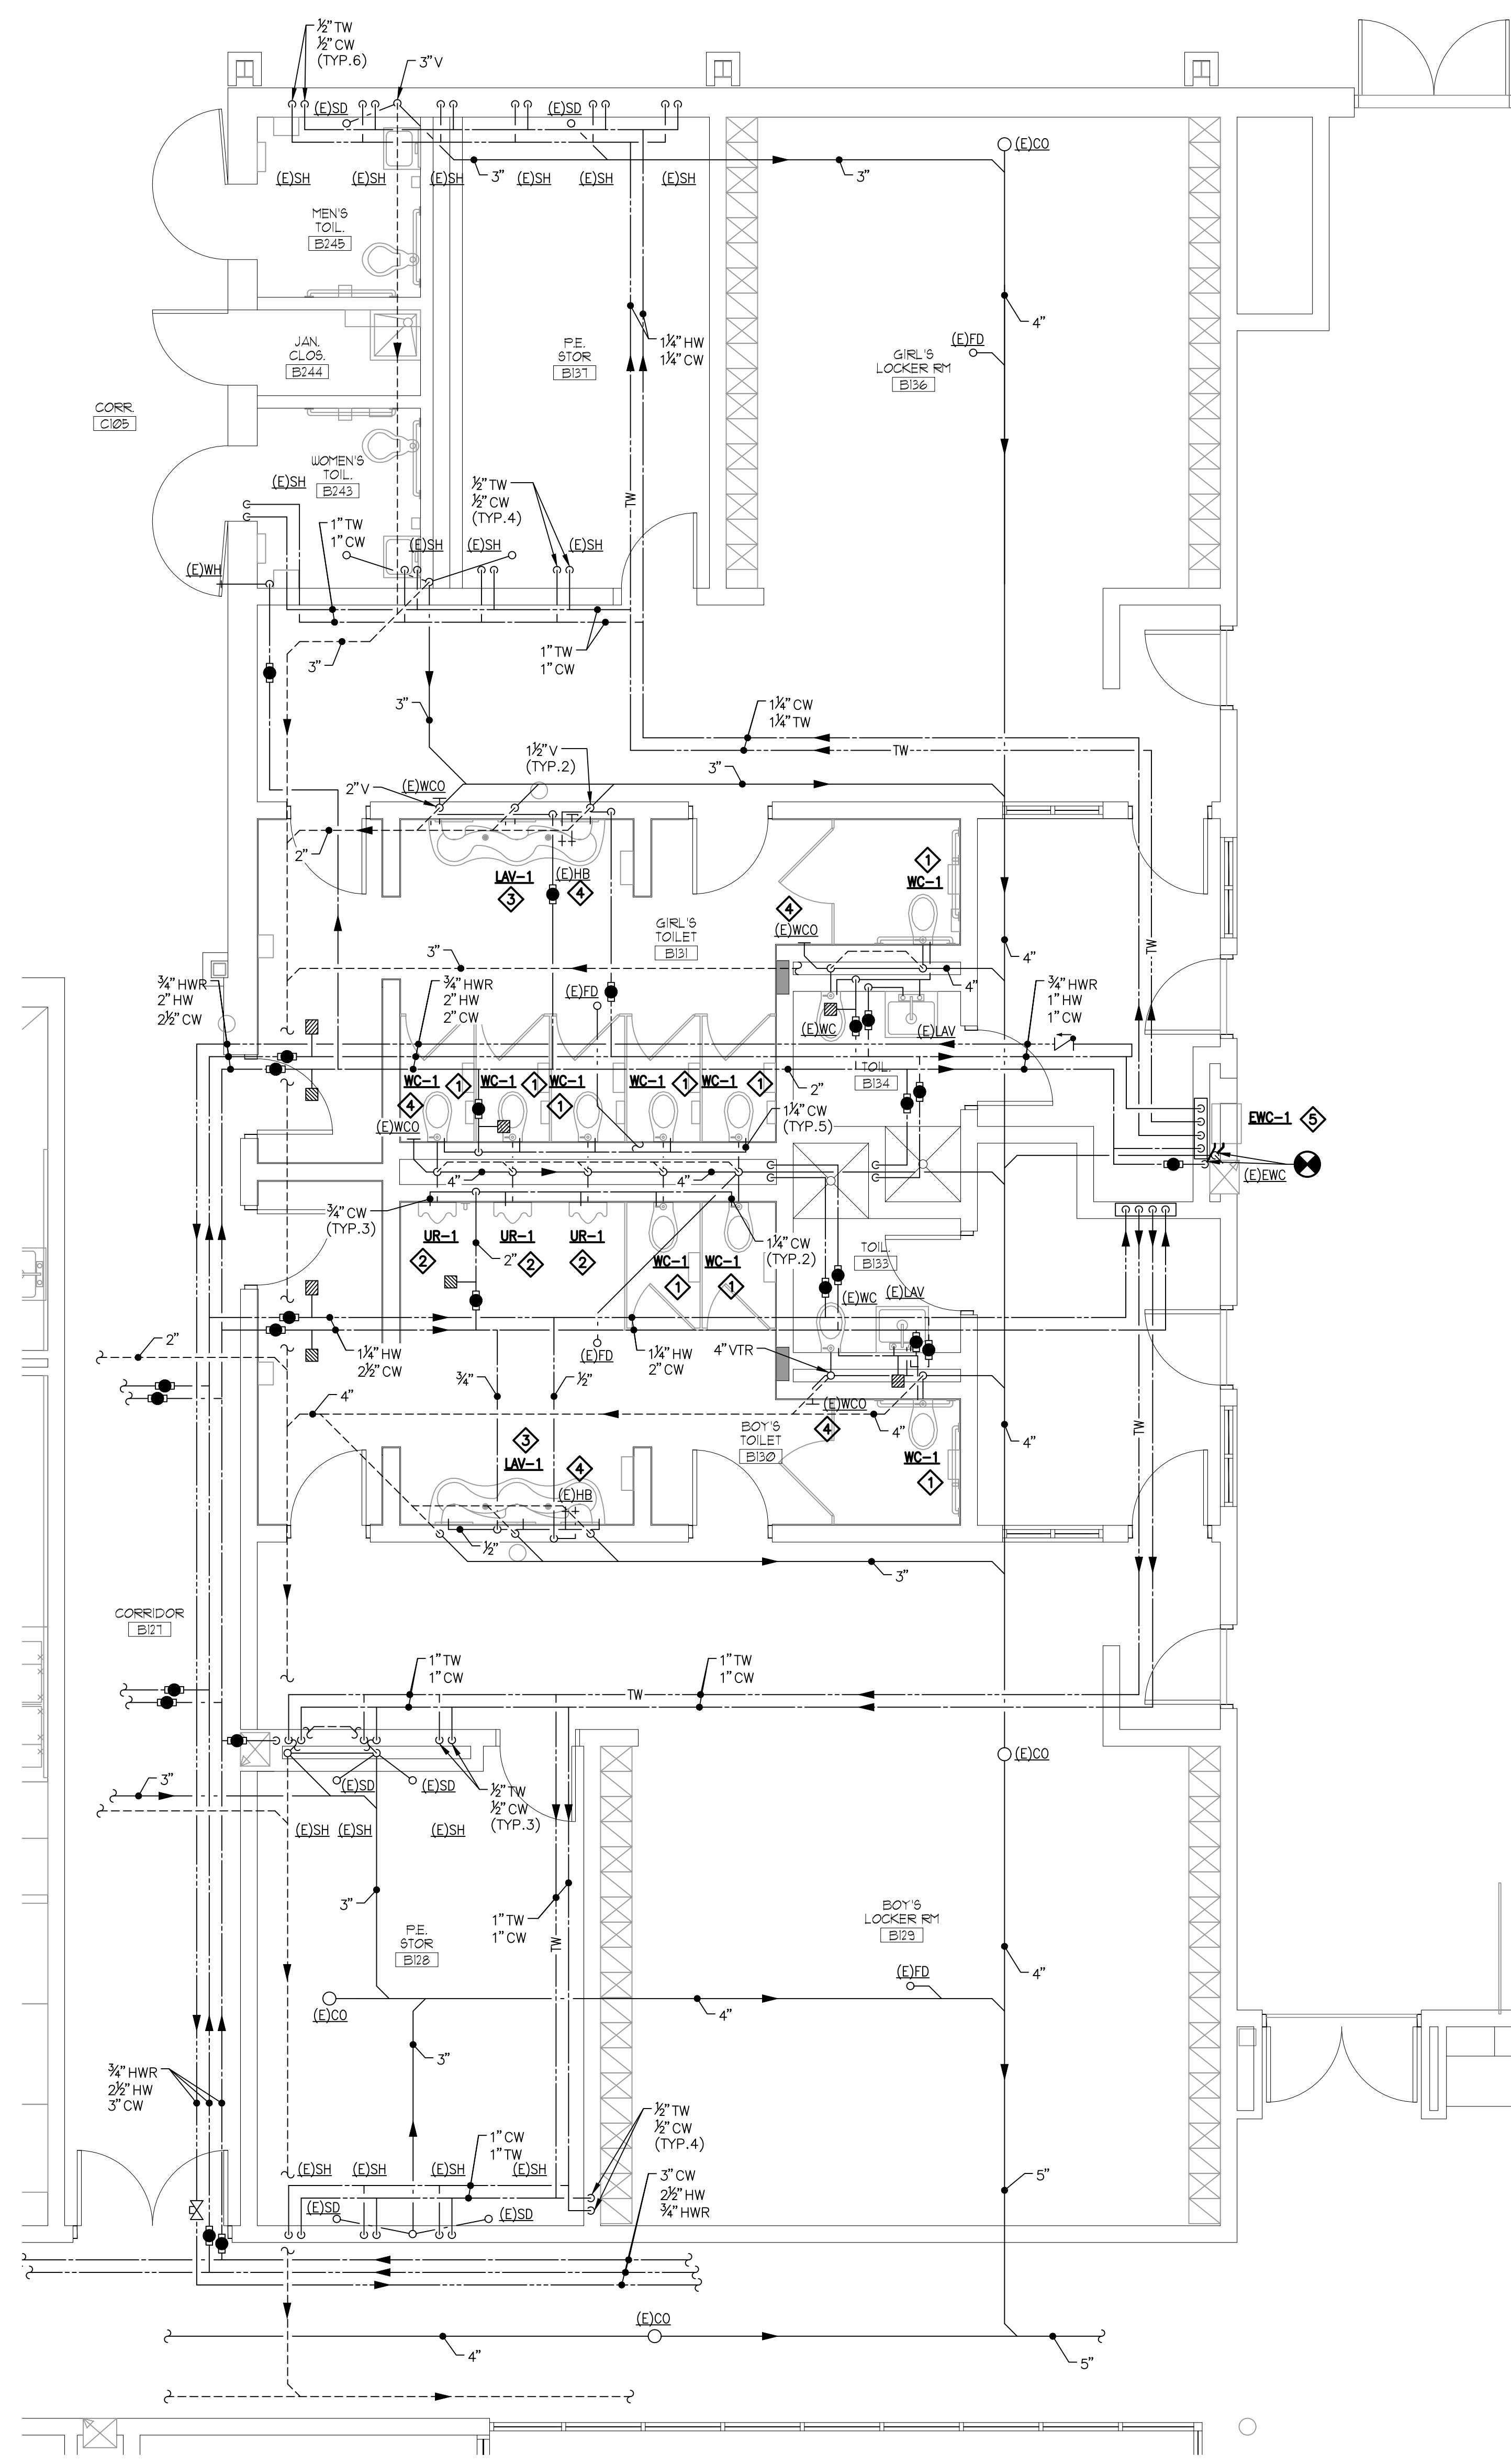 ½" TW
½" CW
(TYP.6)
3" V
(E)SD
(E)SD
(E)CO
3"
3"
(E)SH
(E)SH
(E)SH
(E)SH
(E)SH
(E)SH
MEN'S
TOIL.
B245
4"
JAN.
CLOS.
B244
P.E.
STOR
B137
1¼" HW
1¼" CW
(E)FD
GIRL'S
LOCKER RM
B136
CORR.
C105
WOMEN'S
TOIL.
B243
(E)SH
½" TW
½" CW
(TYP.4)
TW
1" TW
1" CW
(E)SH
(E)SH
(E)SH
(E)WH
3"
1" TW
1" CW
3"
1¼" CW
1¼" TW
TW
1½" V
(TYP.2)
3"
2" V
(E)WCO
2"
LAV-1
3
(E)HB
4
1
WC-1
4
(E)WCO
GIRL'S
TOILET
B131
TW
3"
4"
4"
¾" HWR
2" HW
2½" CW
¾" HWR
2" HW
2" CW
(E)FD
¾" HWR
1" HW
1" CW
(E)WC
(E)LAV
TOIL.
B134
WC-1
1
WC-1
1
WC-1
1
WC-1
1
WC-1
1
2"
4
(E)WCO
1¼" CW
(TYP.5)
EWC-1
5
(E)EWC
4"
4"
¾" CW
(TYP.3)
UR-1
2
UR-1
2
UR-1
2
2"
WC-1
1
WC-1
1
1¼" CW
(TYP.2)
TOIL.
B133
(E)WC
(E)LAV
2"
1¼" HW
2½" CW
1¼" HW
2" CW
(E)FD
4" VTR
¾"
½"
4"
(E)WCO
4
4"
BOY'S
TOILET
B130
WC-1
1
4"
TW
3
LAV-1
4
(E)HB
½"
3"
CORRIDOR
B127
1" TW
1" CW
1" TW
1" CW
TW
(E)CO
3"
(E)SD
(E)SD
½" TW
½" CW
(TYP.3)
(E)SH
(E)SH
(E)SH
3"
P.E.
STOR
B128
1" TW
1" CW
TW
BOY'S
LOCKER RM
B129
4"
(E)FD
(E)CO
4"
3"
¾" HWR
2½" HW
3" CW
½" TW
½" CW
(TYP.4)
1" CW
1" TW
(E)SH
(E)SH
(E)SH
(E)SH
3" CW
2½" HW
¾" HWR
5"
(E)SD
(E)SD
(E)CO
4"
5"